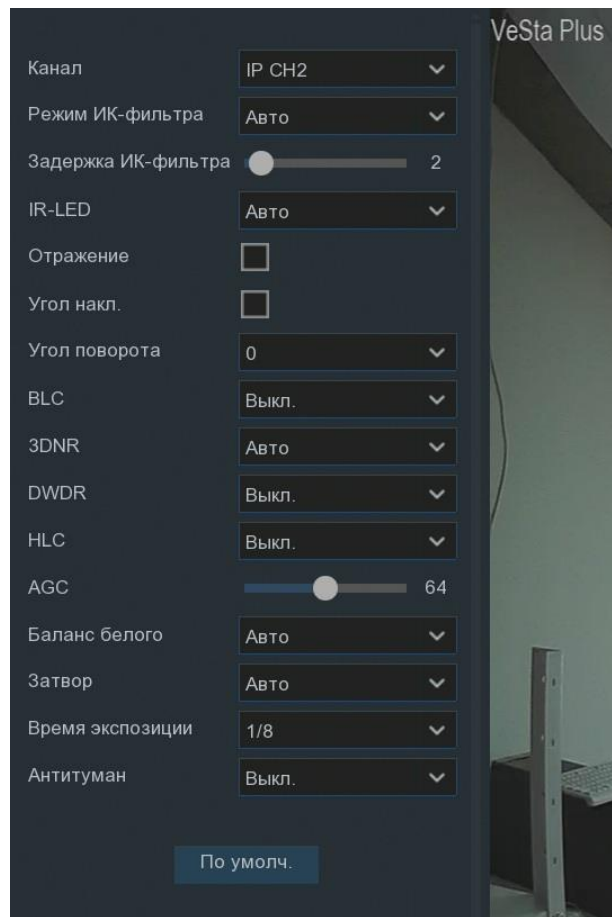 VeSta Plus
Канал IP CH2
Режим ИК-фильтра Авто
Задержка ИК-фильтра 2
IR-LED Авто
Отражение
Угол накл.
Угол поворота 0
BLC Выкл.
3DNR Авто
DWDR Выкл.
HLC Выкл.
AGC 64
Баланс белого Авто
Затвор Авто
Время экспозиции 1/8
Антитуман Выкл.
По умолч.